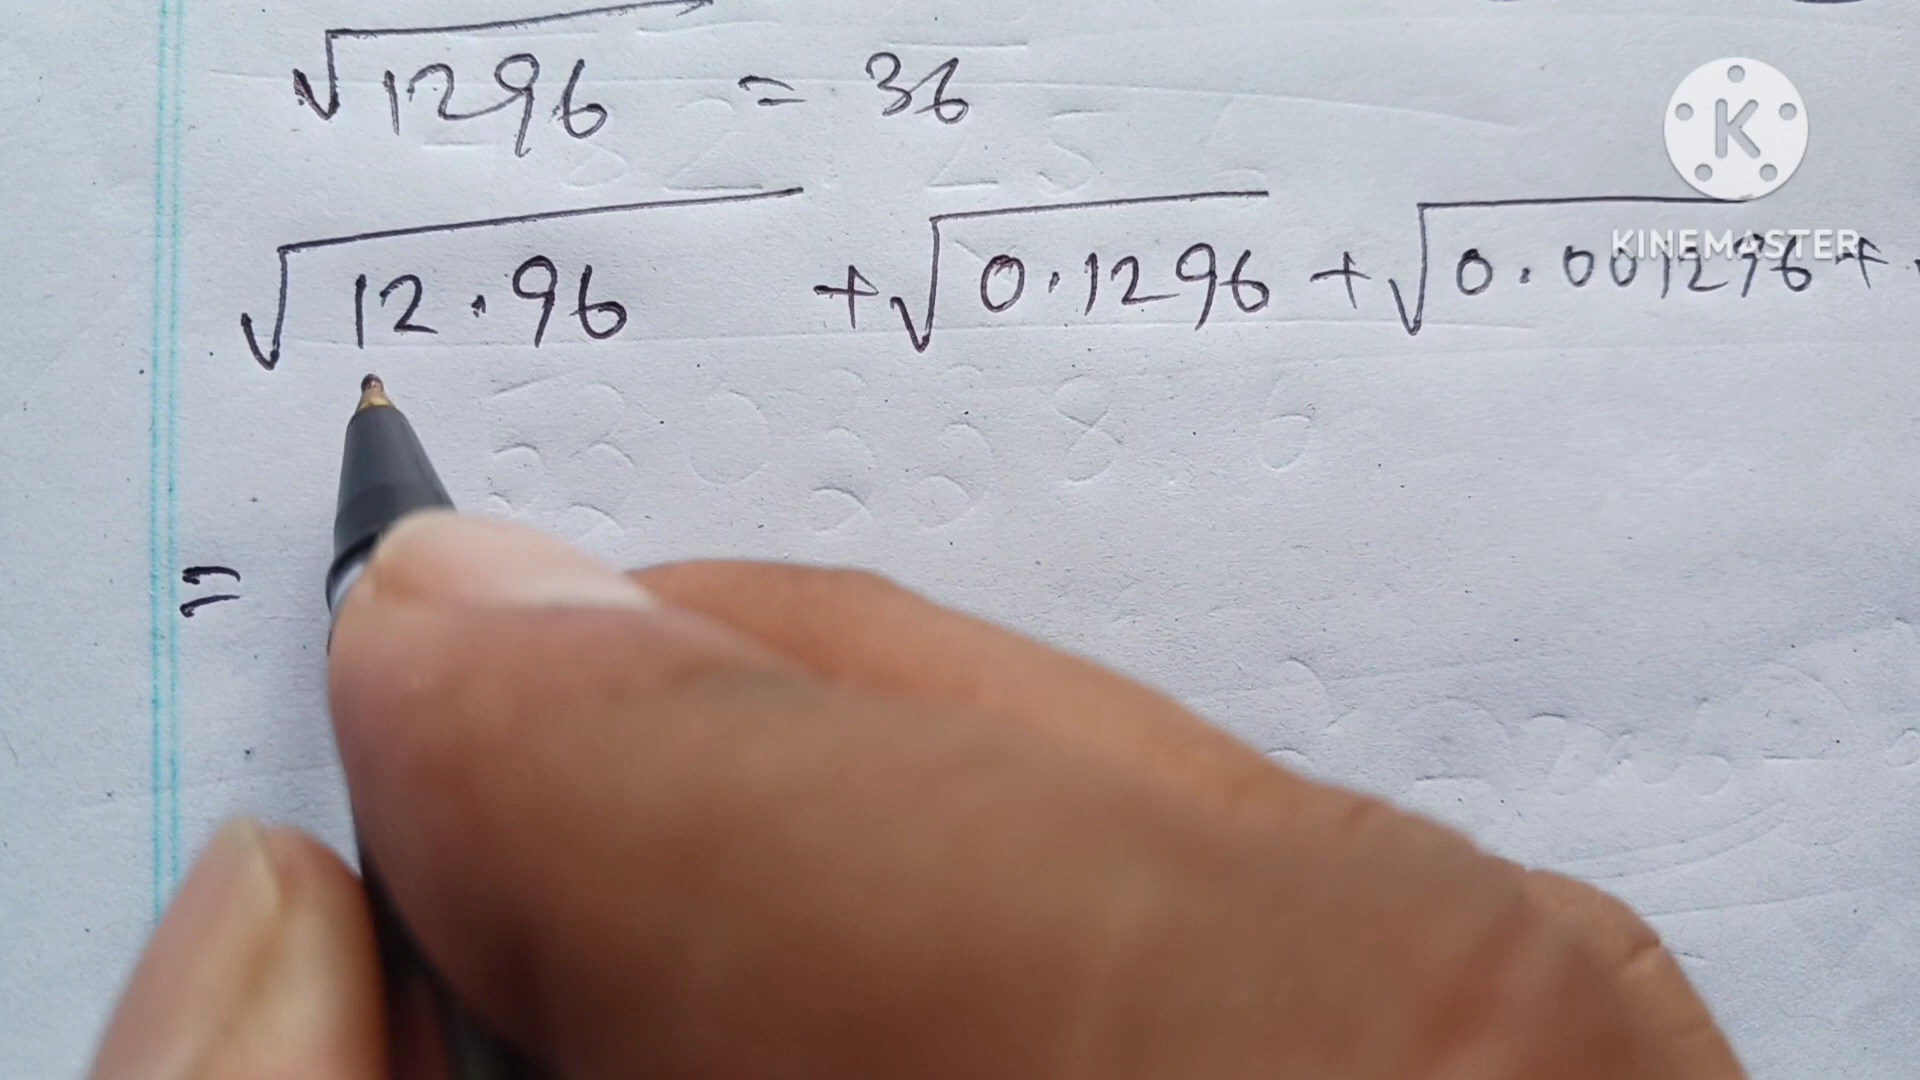 √1296 = 36
K
KINEMASTER
√12.96 + √0.1296 + √0.001296 +
=